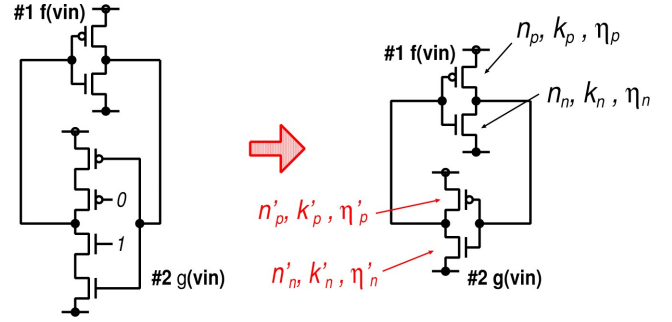 #1 f(vin)
0
1
#2 g(vin)
#1 f(vin)
nₚ, kₚ , ηₚ
nₙ, kₙ , ηₙ
n'ₚ, k'ₚ , η'ₚ
n'ₙ, k'ₙ , η'ₙ
#2 g(vin)